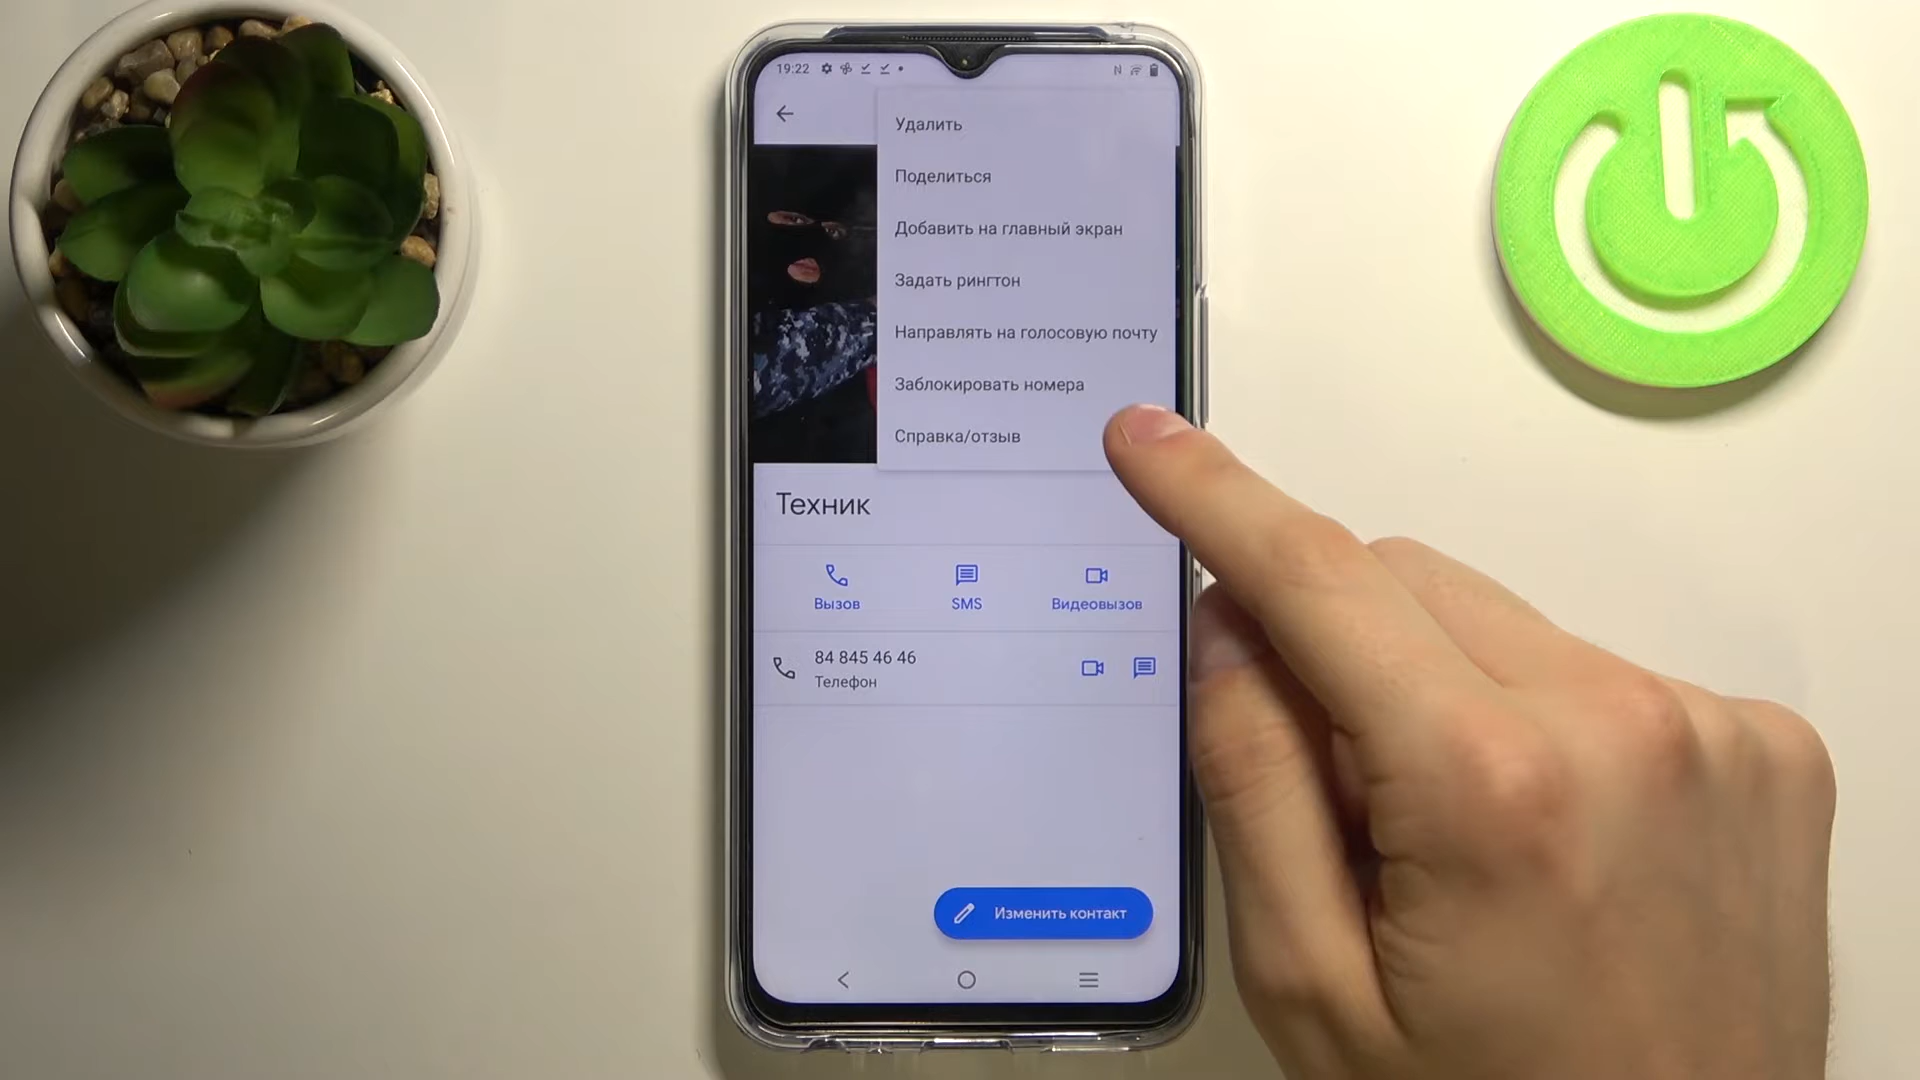 19:22
Удалить
Поделиться
Добавить на главный экран
Задать рингтон
Направлять на голосовую почту
Заблокировать номера
Справка/отзыв
Техник
Вызов
SMS
Видеовызов
84 845 46 46
Телефон
Изменить контакт